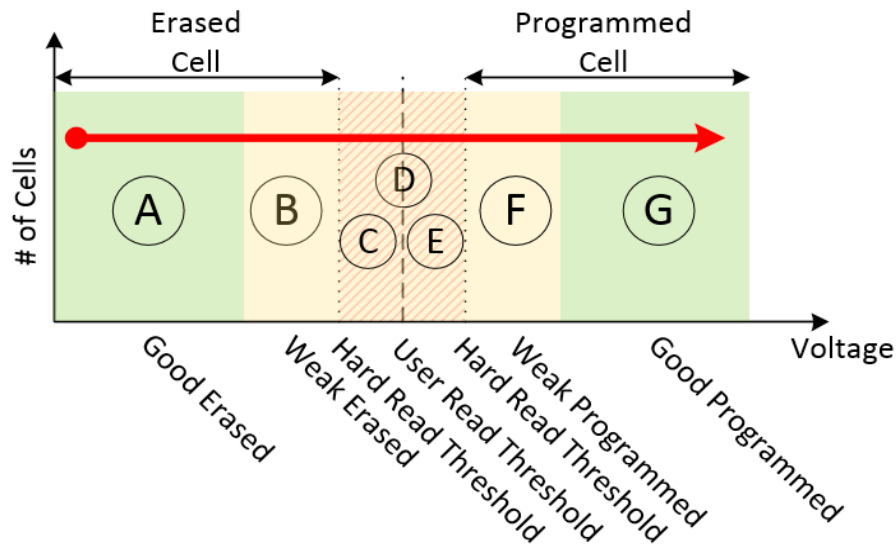 Erased
Cell
Programmed
Cell
# of Cells
A
B
C
D
E
F
G
Voltage
Good Erased
Weak Erased
Hard Read Threshold
User Read Threshold
Hard Read Threshold
Weak Programmed
Good Programmed